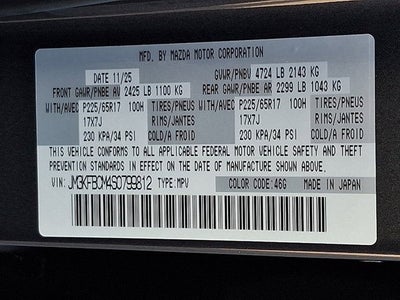 MFD. BY MAZDA MOTOR CORPORATION
DATE 11/25 GVWR/PNBV 4724 LB 2143 KG
FRONT GAWR/PNBE AV 2425 LB 1100 KG REAR GAWR/PNBE AR 2299 LB 1043 KG
WITH/AVEC P225/65R17 100H TIRES/PNEUS WITH/AVEC P225/65R17 100H TIRES/PNEUS
17X7J RIMS/JANTES 17X7J RIMS/JANTES
230 KPA/34 PSI COLD/A FROID 230 KPA/34 PSI COLD/A FROID
THIS VEHICLE CONFORMS TO ALL APPLICABLE FEDERAL MOTOR VEHICLE SAFETY AND THEFT
PREVENTION STANDARDS IN EFFECT ON THE DATE OF MANUFACTURE SHOWN ABOVE.
VIN: JM3KFBCM4S0799812 TYPE:MPV COLOR CODE:46G MADE IN JAPAN